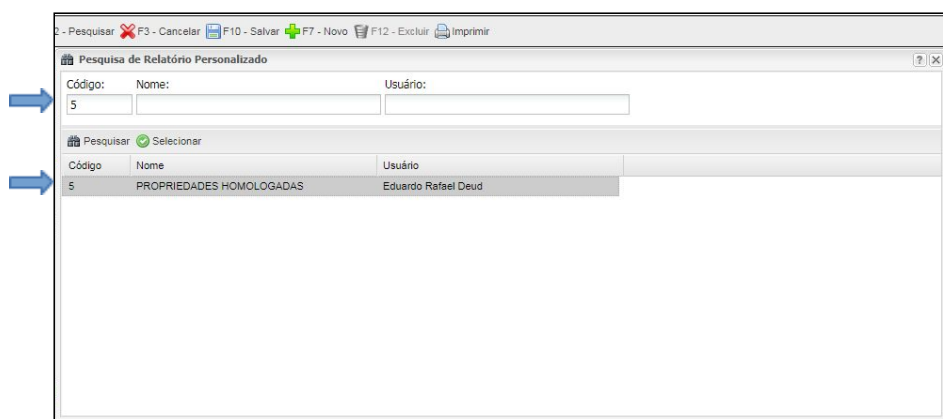 2 - Pesquisar F3 - Cancelar F10 - Salvar F7 - Novo F12 - Excluir Imprimir
Pesquisa de Relatório Personalizado
Código: Nome: Usuário:
5
Pesquisar Selecionar
Código Nome Usuário
5 PROPRIEDADES HOMOLOGADAS Eduardo Rafael Deud